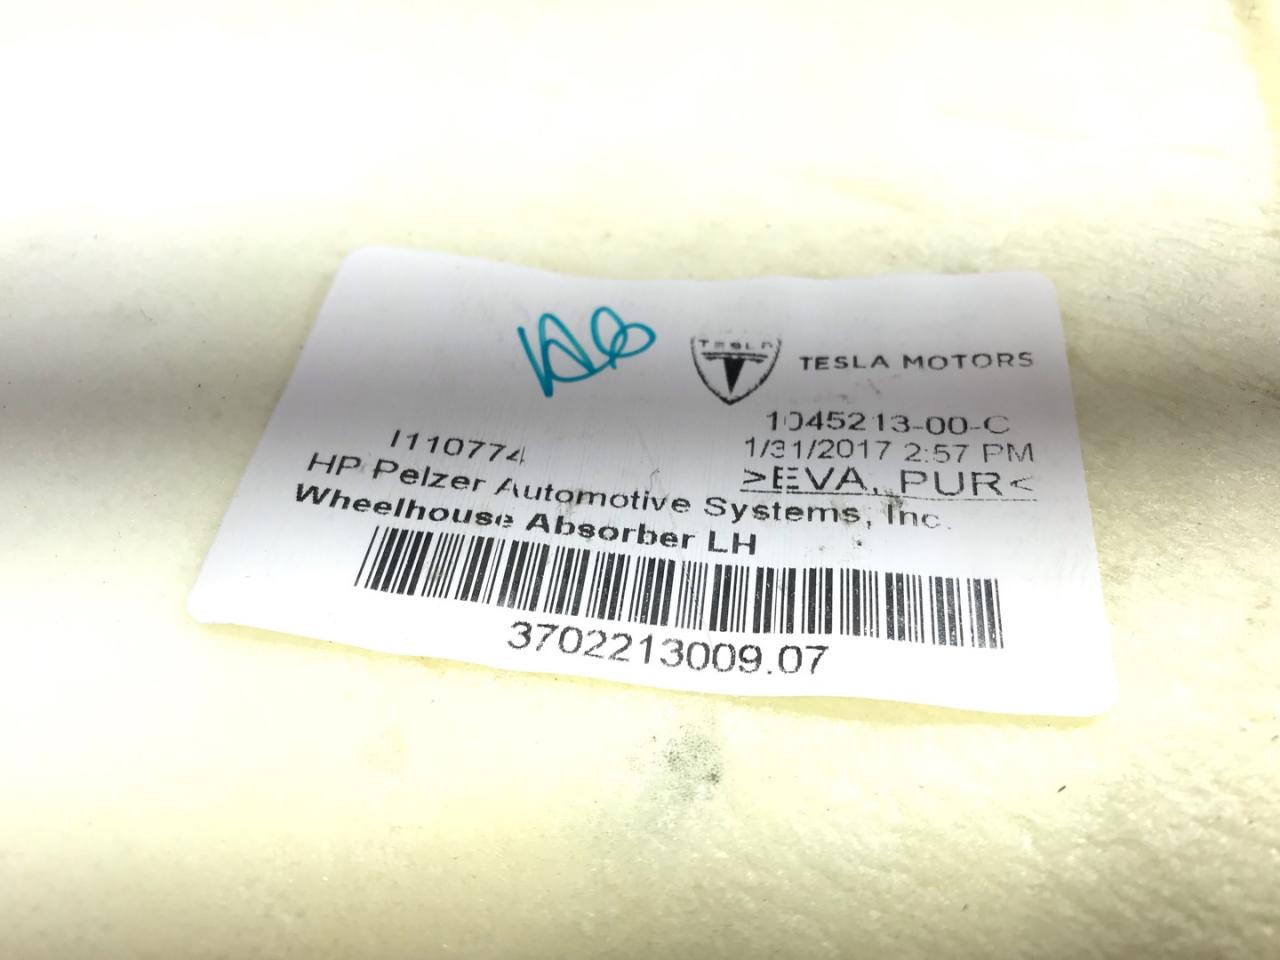 TESLA
TESLA MOTORS
1045213-00-C
I110774
1/31/2017 2:57 PM
>EVA, PUR<
HP Pelzer Automotive Systems, Inc.
Wheelhouse Absorber LH
3702213009.07